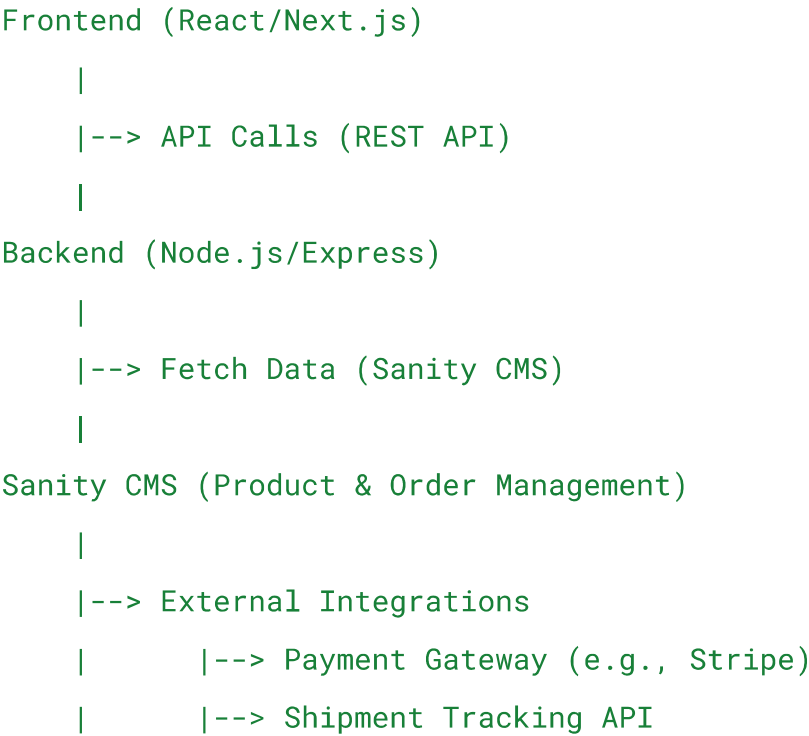 Frontend (React/Next.js)
    |
    |--> API Calls (REST API)
    |
Backend (Node.js/Express)
    |
    |--> Fetch Data (Sanity CMS)
    |
Sanity CMS (Product & Order Management)
    |
    |--> External Integrations
    |      |--> Payment Gateway (e.g., Stripe)
    |      |--> Shipment Tracking API